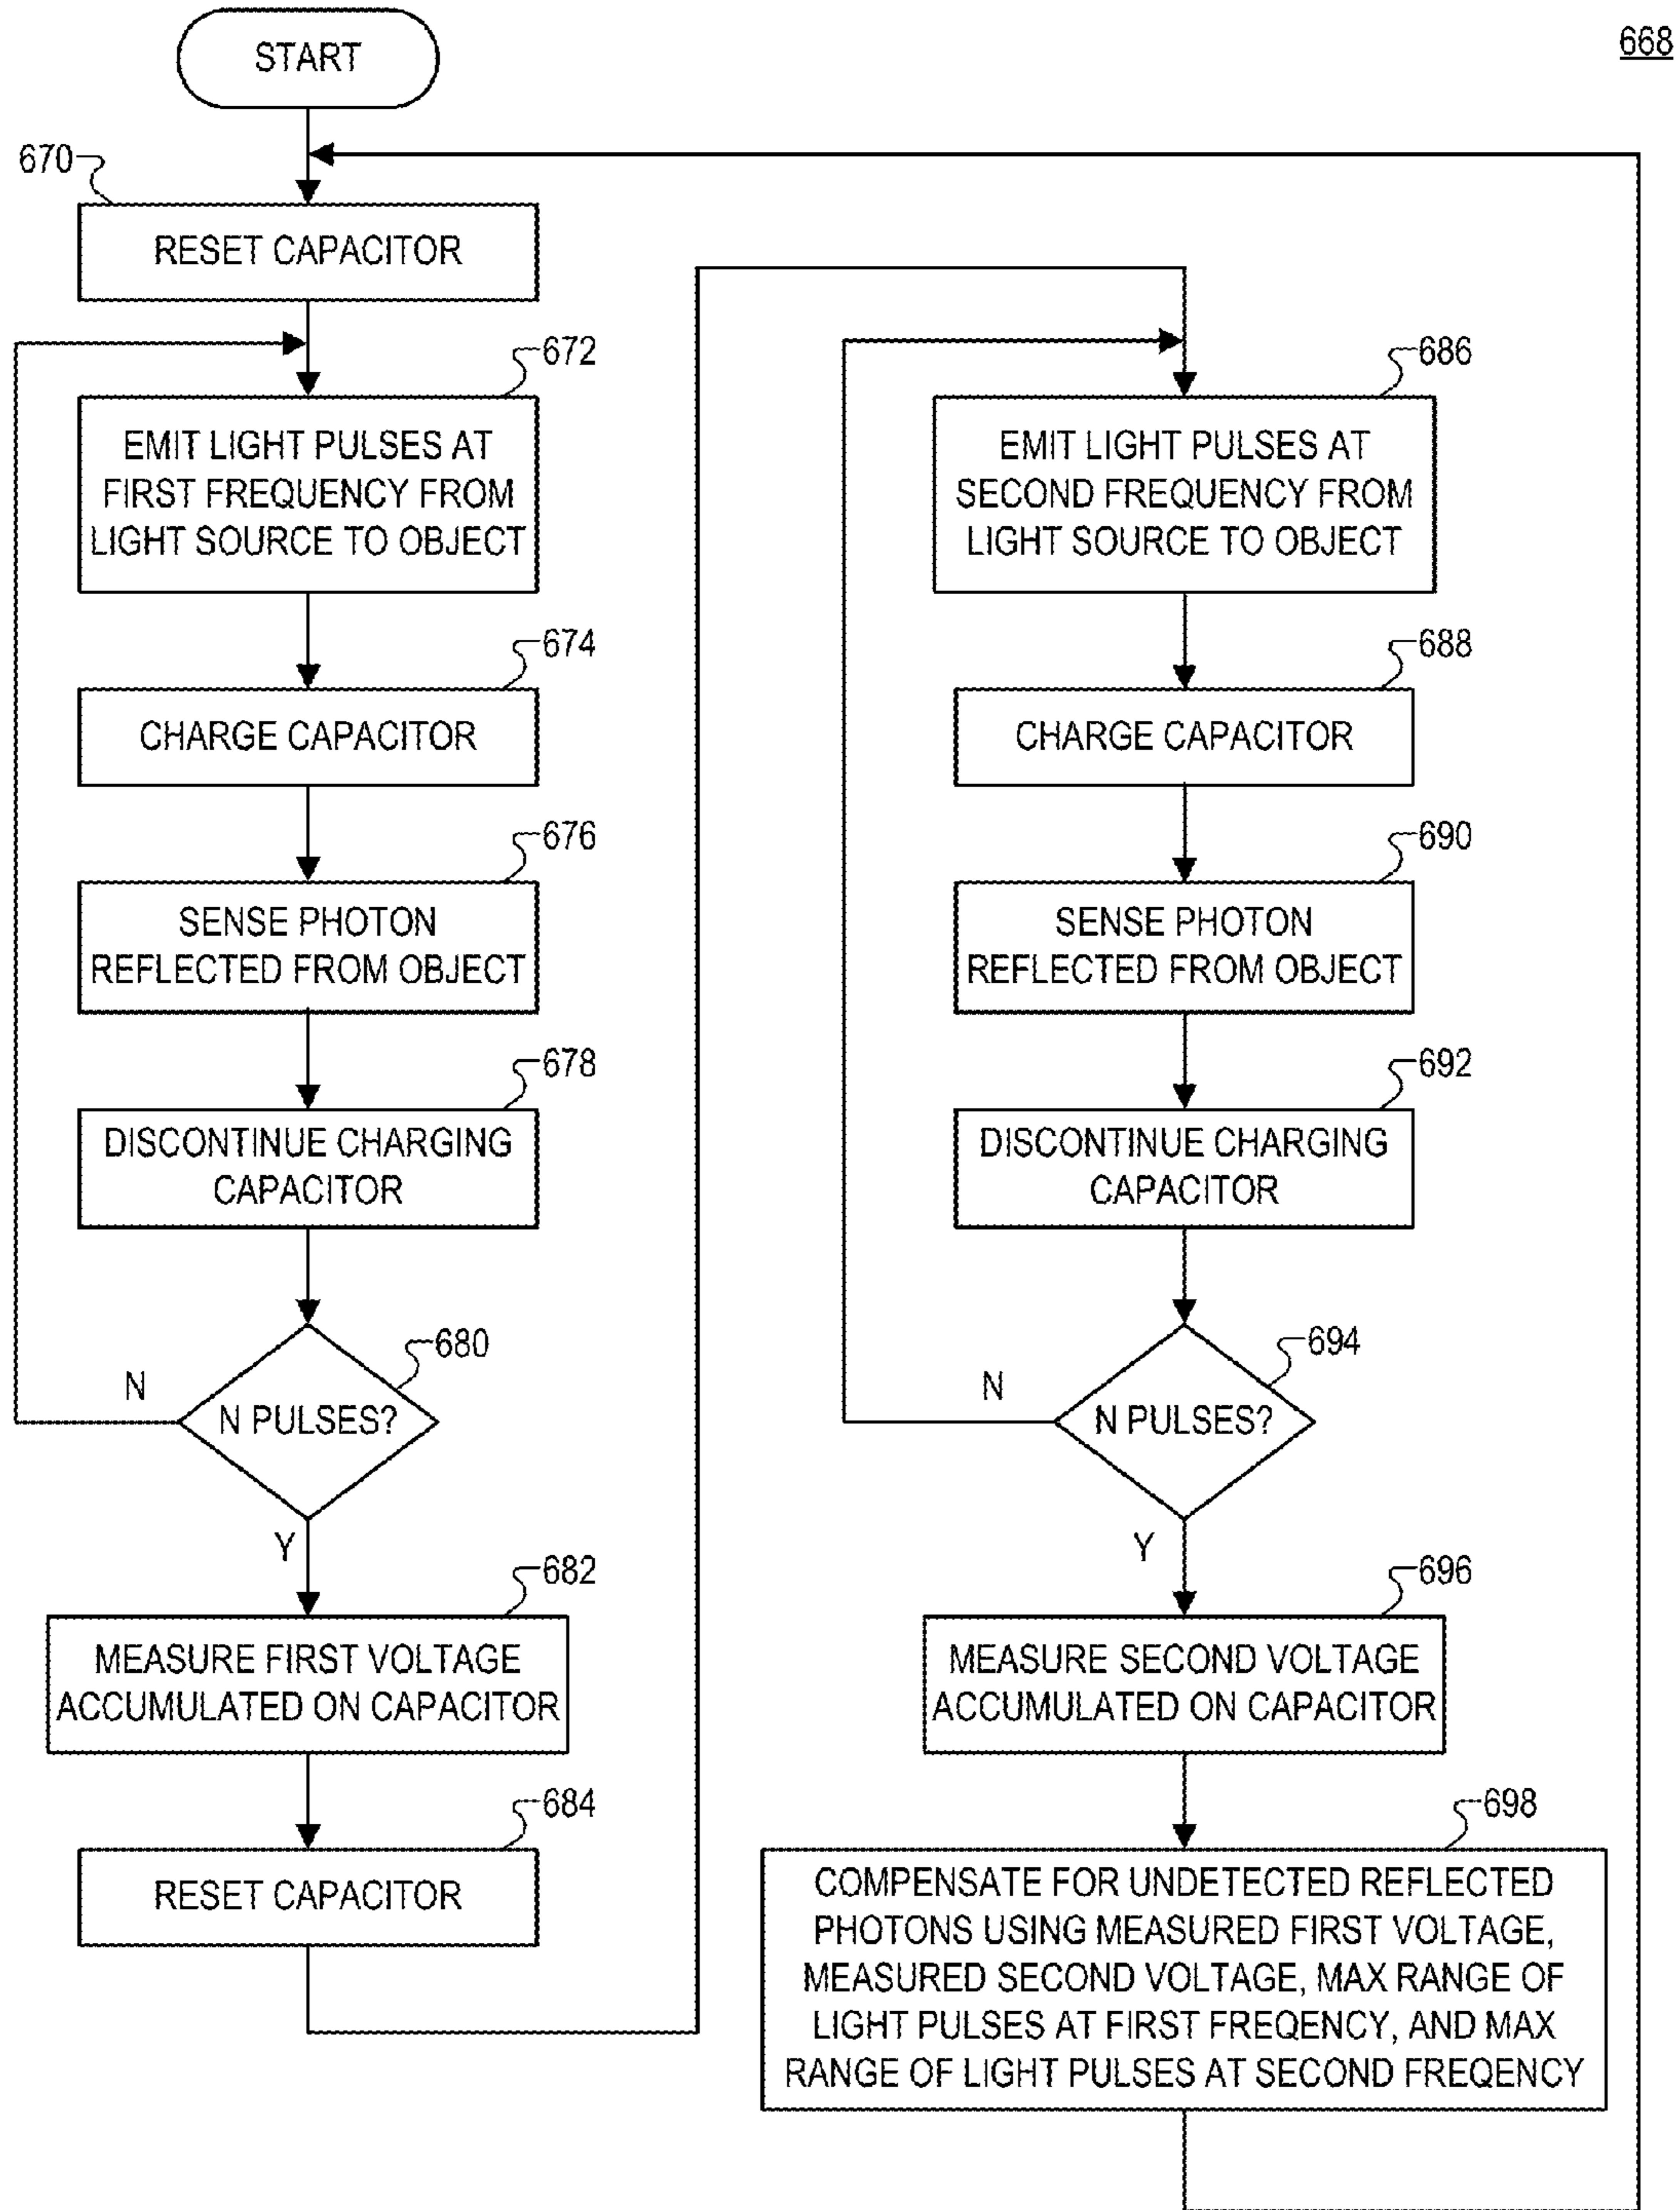 668
START
670
RESET CAPACITOR
672
EMIT LIGHT PULSES AT
FIRST FREQUENCY FROM
LIGHT SOURCE TO OBJECT
674
CHARGE CAPACITOR
676
SENSE PHOTON
REFLECTED FROM OBJECT
678
DISCONTINUE CHARGING
CAPACITOR
680
N
N PULSES?
Y
682
MEASURE FIRST VOLTAGE
ACCUMULATED ON CAPACITOR
684
RESET CAPACITOR
686
EMIT LIGHT PULSES AT
SECOND FREQUENCY FROM
LIGHT SOURCE TO OBJECT
688
CHARGE CAPACITOR
690
SENSE PHOTON
REFLECTED FROM OBJECT
692
DISCONTINUE CHARGING
CAPACITOR
694
N
N PULSES?
Y
696
MEASURE SECOND VOLTAGE
ACCUMULATED ON CAPACITOR
698
COMPENSATE FOR UNDETECTED REFLECTED
PHOTONS USING MEASURED FIRST VOLTAGE,
MEASURED SECOND VOLTAGE, MAX RANGE OF
LIGHT PULSES AT FIRST FREQENCY, AND MAX
RANGE OF LIGHT PULSES AT SECOND FREQENCY